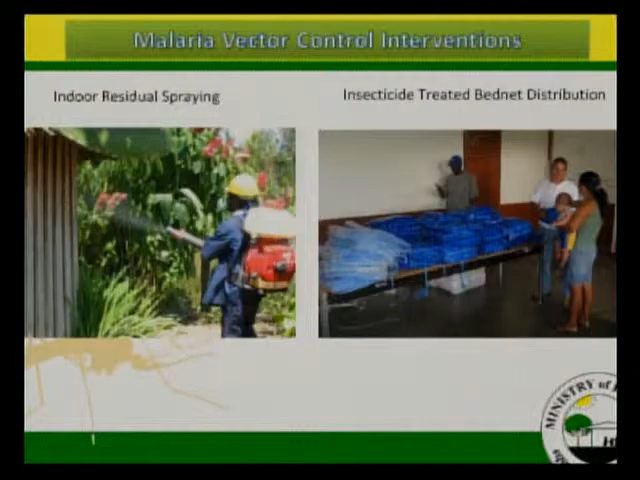 Malaria Vector Control Interventions
Indoor Residual Spraying
Insecticide Treated Bednet Distribution
MINISTRY of